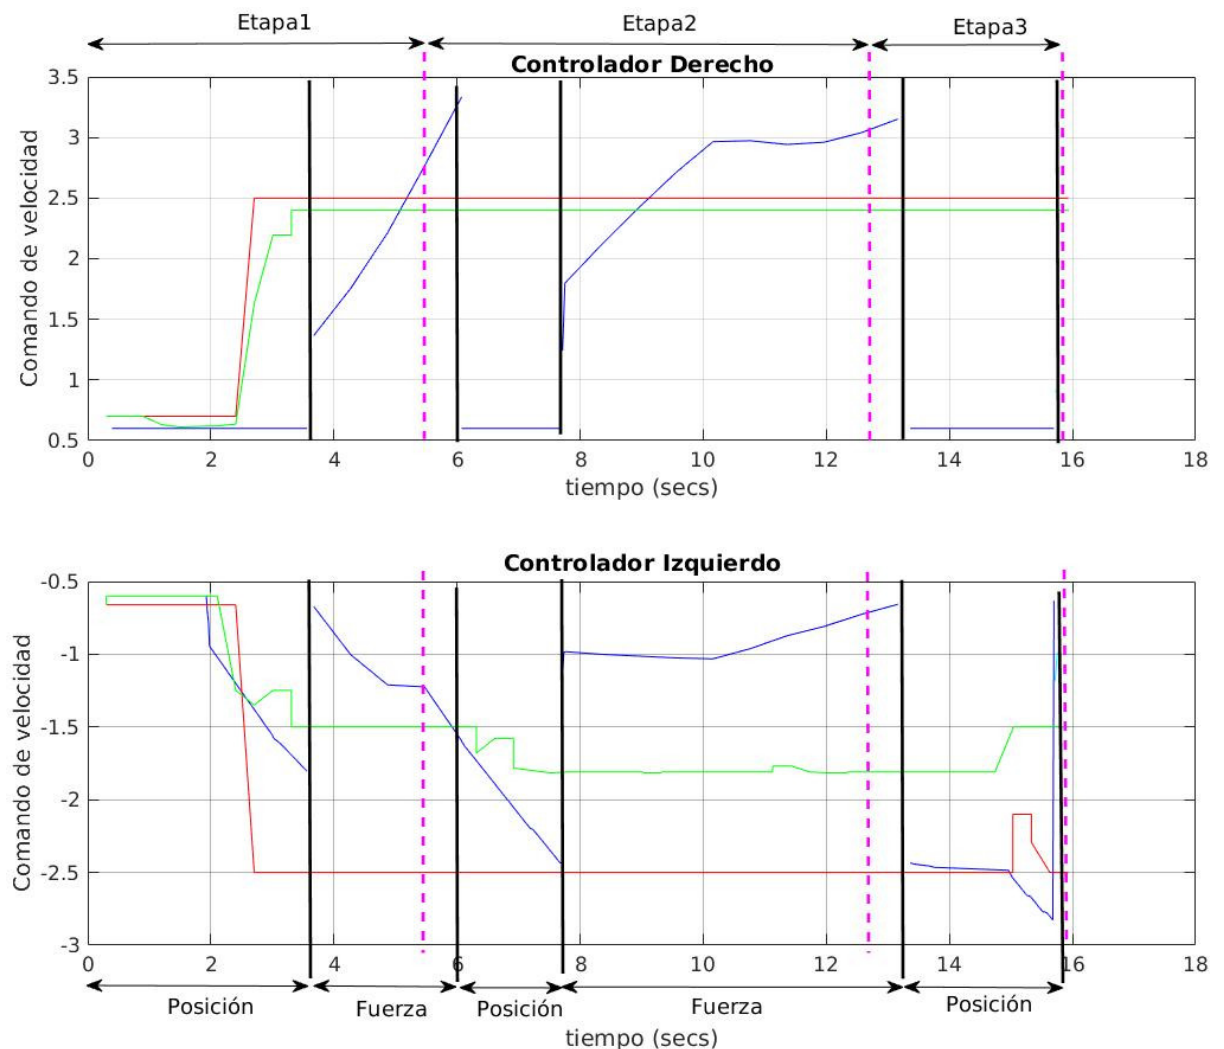 Etapa1 Etapa2 Etapa3
Controlador Derecho
3.5
3
2.5
2
1.5
1
0.5
Comando de velocidad
0 2 4 6 8 10 12 14 16 18
tiempo (secs)
Controlador Izquierdo
-0.5
-1
-1.5
-2
-2.5
-3
Comando de velocidad
0 2 4 6 8 10 12 14 16 18
Posición Fuerza Posición Fuerza Posición
tiempo (secs)